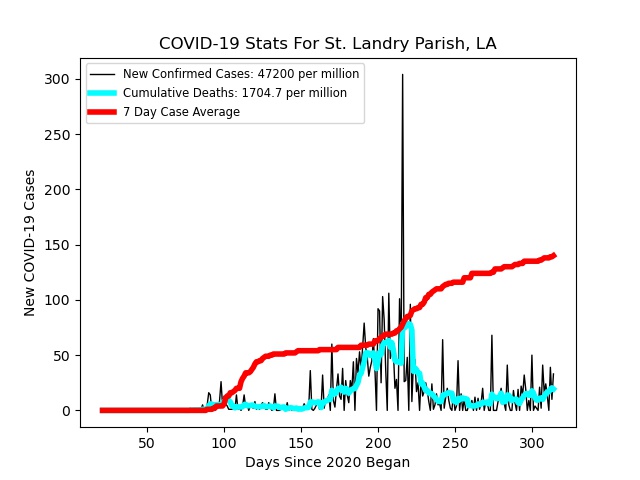 COVID-19 Stats For St. Landry Parish, LA
New Confirmed Cases: 47200 per million
Cumulative Deaths: 1704.7 per million
7 Day Case Average
300
250
200
150
100
50
0
New COVID-19 Cases
50 100 150 200 250 300
Days Since 2020 Began